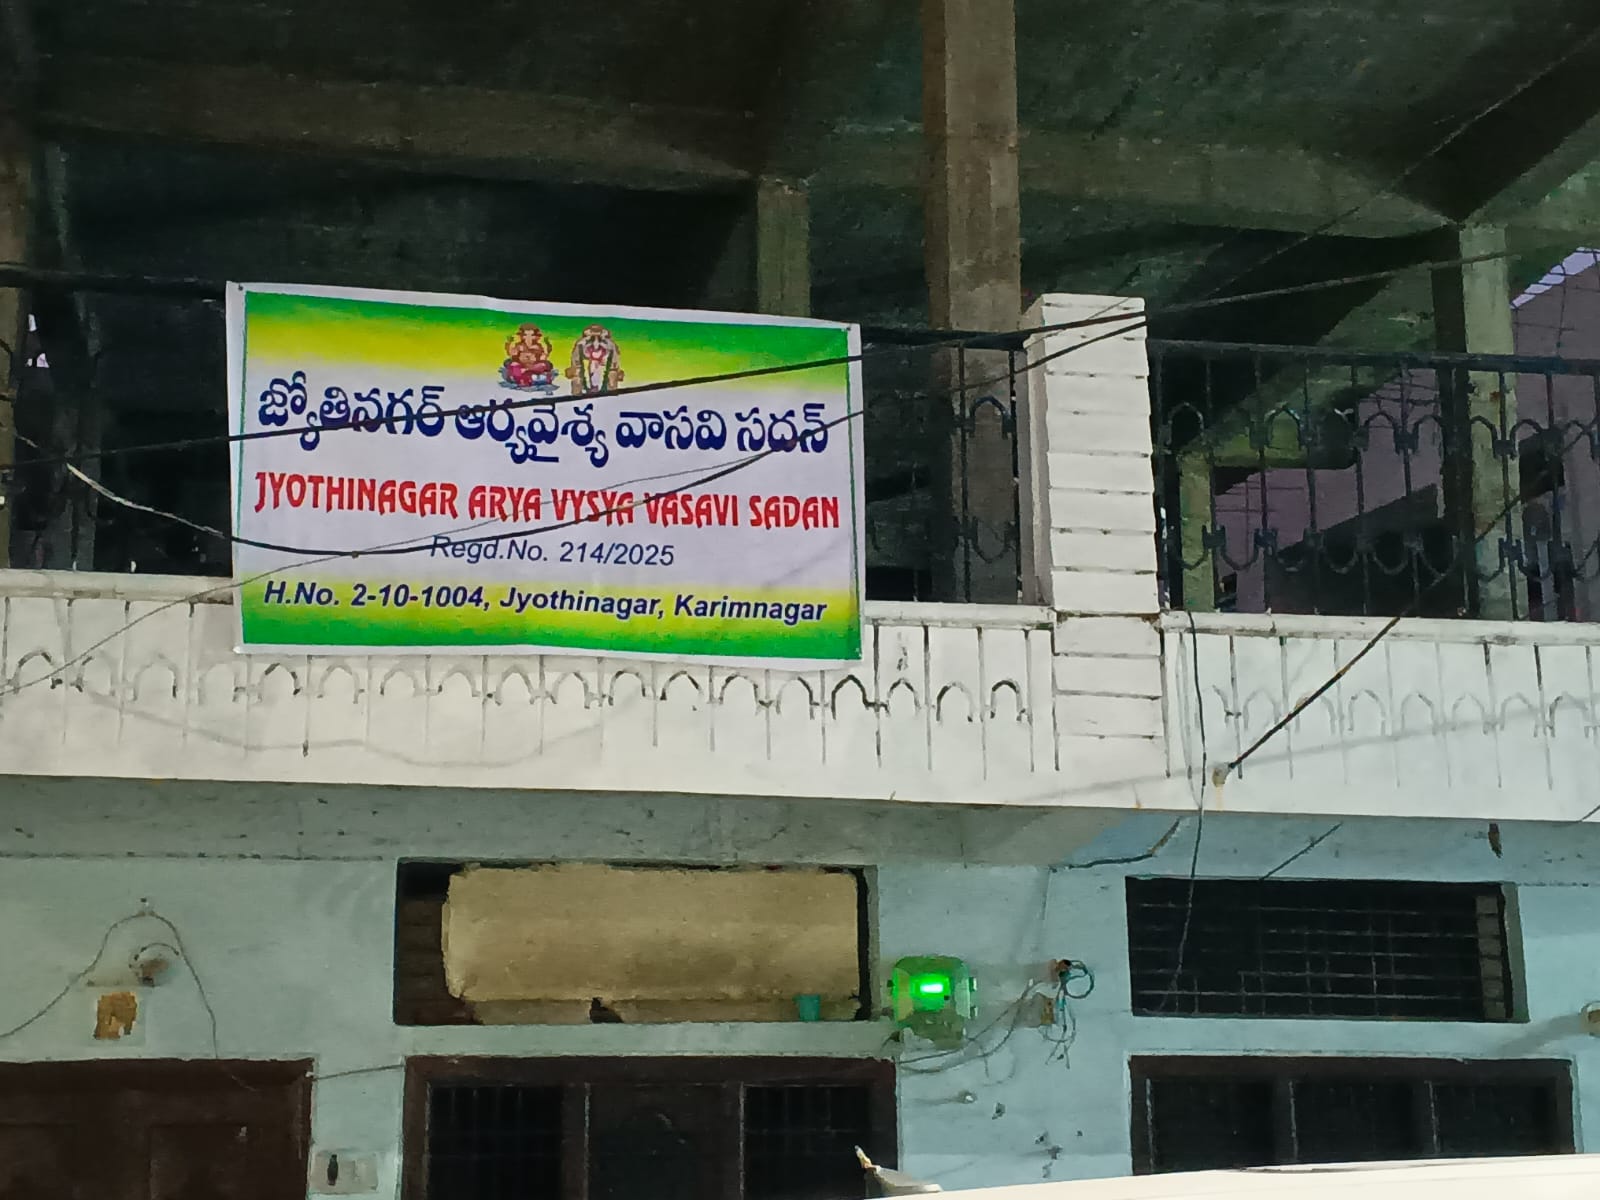 జ్యోతినగర్ ఆర్యవైశ్య వాసవి సదన్
JYOTHINAGAR ARYA VYSYA VASAVI SADAN
Regd.No. 214/2025
H.No. 2-10-1004, Jyothinagar, Karimnagar